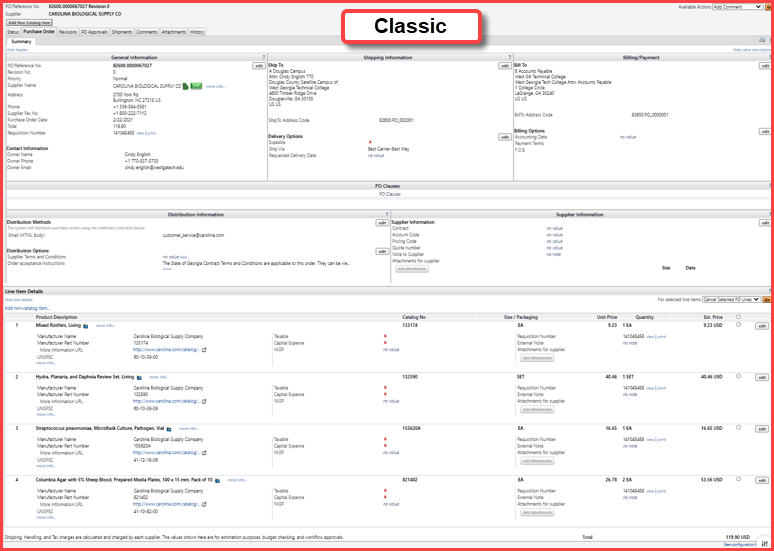 PO/Reference No. 82600.0000067027 Revision 0
Supplier CAROLINA BIOLOGICAL SUPPLY CO
Available Actions Add Comment Go
Add Non-Catalog Item
Classic
Status Purchase Order Revisions PO Approvals Shipments Comments Attachments History
Summary
Hide header Hide value descriptions
General Information ? Shipping Information ? Billing/Payment ?
PO/Reference No. 82600.0000067027 edit
Revision No. 0
Priority Normal
Supplier Name CAROLINA BIOLOGICAL SUPPLY CO more info...
Address 2700 York Rd
Burlington, NC 27215 US
Phone +1 336-584-0381
Supplier Fax No. +1 800-222-7112
Purchase Order Date 2/22/2021
Total 119.90
Requisition Number 141045458 view | print
Contact Information
Owner Name Cindy English
Owner Phone +1 770-537-5703
Owner Email cindy.english@westgatech.edu
Ship To edit
A Douglas Campus
Attn: Cindy English 770
Douglas County Satellite Campus of
West Georgia Technical College
4600 Timber Ridge Drive
Douglasville, GA 30135
US US
ShipTo Address Code 82600.PO_002001
Delivery Options edit
Expedite x
Ship Via Best Carrier-Best Way
Requested Delivery Date no value
Bill To edit
B Accounts Payable
West GA Technical College
West Georgia Tech College Attn: Accounts Payable
1 College Circle
LaGrange, GA 30240
US US
BillTo Address Code 82600.PO_0000001
Billing Options edit
Accounting Date no value
Payment Terms
F.O.B.
PO Clauses ?
PO Clauses
Distribution Information ? Supplier Information ?
Distribution Methods edit
The system will distribute purchase orders using the method(s) indicated below:
Email (HTML Body): customer_service@carolina.com
Distribution Options edit
Supplier Terms and Conditions no value
Order acceptance instructions The State of Georgia Contract Terms and Conditions are applicable to this order. They can be vie...
more...
Supplier Information edit
Contract no value
Account Code no value
Pricing Code no value
Quote number no value
Note to Supplier no note
Attachments for supplier
Add Attachments Size Date
Line Item Details ?
Hide line details For selected line items Cancel Selected PO Lines Go
Add non-catalog item...
Product Description Catalog No Size / Packaging Unit Price Quantity Ext. Price
1 Mixed Rotifers, Living more info... 133174 EA 9.23 1 EA 9.23 USD edit
Manufacturer Name Carolina Biological Supply Company Taxable x Requisition Number 141045458 view | print
Manufacturer Part Number 133174 Capital Expense x External Note no note
More Information URL http://www.carolina.com/catalog/... NIGP no value Attachments for supplier
UNSPSC 60-10-39-00 Add Attachments
more info...
2 Hydra, Planaria, and Daphnia Review Set, Living more info... 132590 SET 40.46 1 SET 40.46 USD edit
Manufacturer Name Carolina Biological Supply Company Taxable x Requisition Number 141045458 view | print
Manufacturer Part Number 132590 Capital Expense x External Note no note
More Information URL http://www.carolina.com/catalog/... NIGP no value Attachments for supplier
UNSPSC 60-10-39-09 Add Attachments
more info...
3 Streptococcus pneumoniae, MicroKwik Culture, Pathogen, Vial more info... 155620A EA 16.65 1 EA 16.65 USD edit
Manufacturer Name Carolina Biological Supply Company Taxable x Requisition Number 141045458 view | print
Manufacturer Part Number 155620A Capital Expense x External Note no note
More Information URL http://www.carolina.com/catalog/... NIGP no value Attachments for supplier
UNSPSC 41-12-18-06 Add Attachments
more info...
4 Columbia Agar with 5% Sheep Blood, Prepared Media Plates, 100 x 15 mm, Pack of 10 more info... 821402 EA 26.78 2 EA 53.56 USD edit
Manufacturer Name Carolina Biological Supply Company Taxable x Requisition Number 141045458 view | print
Manufacturer Part Number 821402 Capital Expense x External Note no note
More Information URL http://www.carolina.com/catalog/... NIGP no value Attachments for supplier
UNSPSC 41-10-62-00 Add Attachments
more info...
Shipping, Handling, and Tax charges are calculated and charged by each supplier. The values shown here are for estimation purposes, budget checking, and workflow approvals. Total 119.90 USD
See configuration